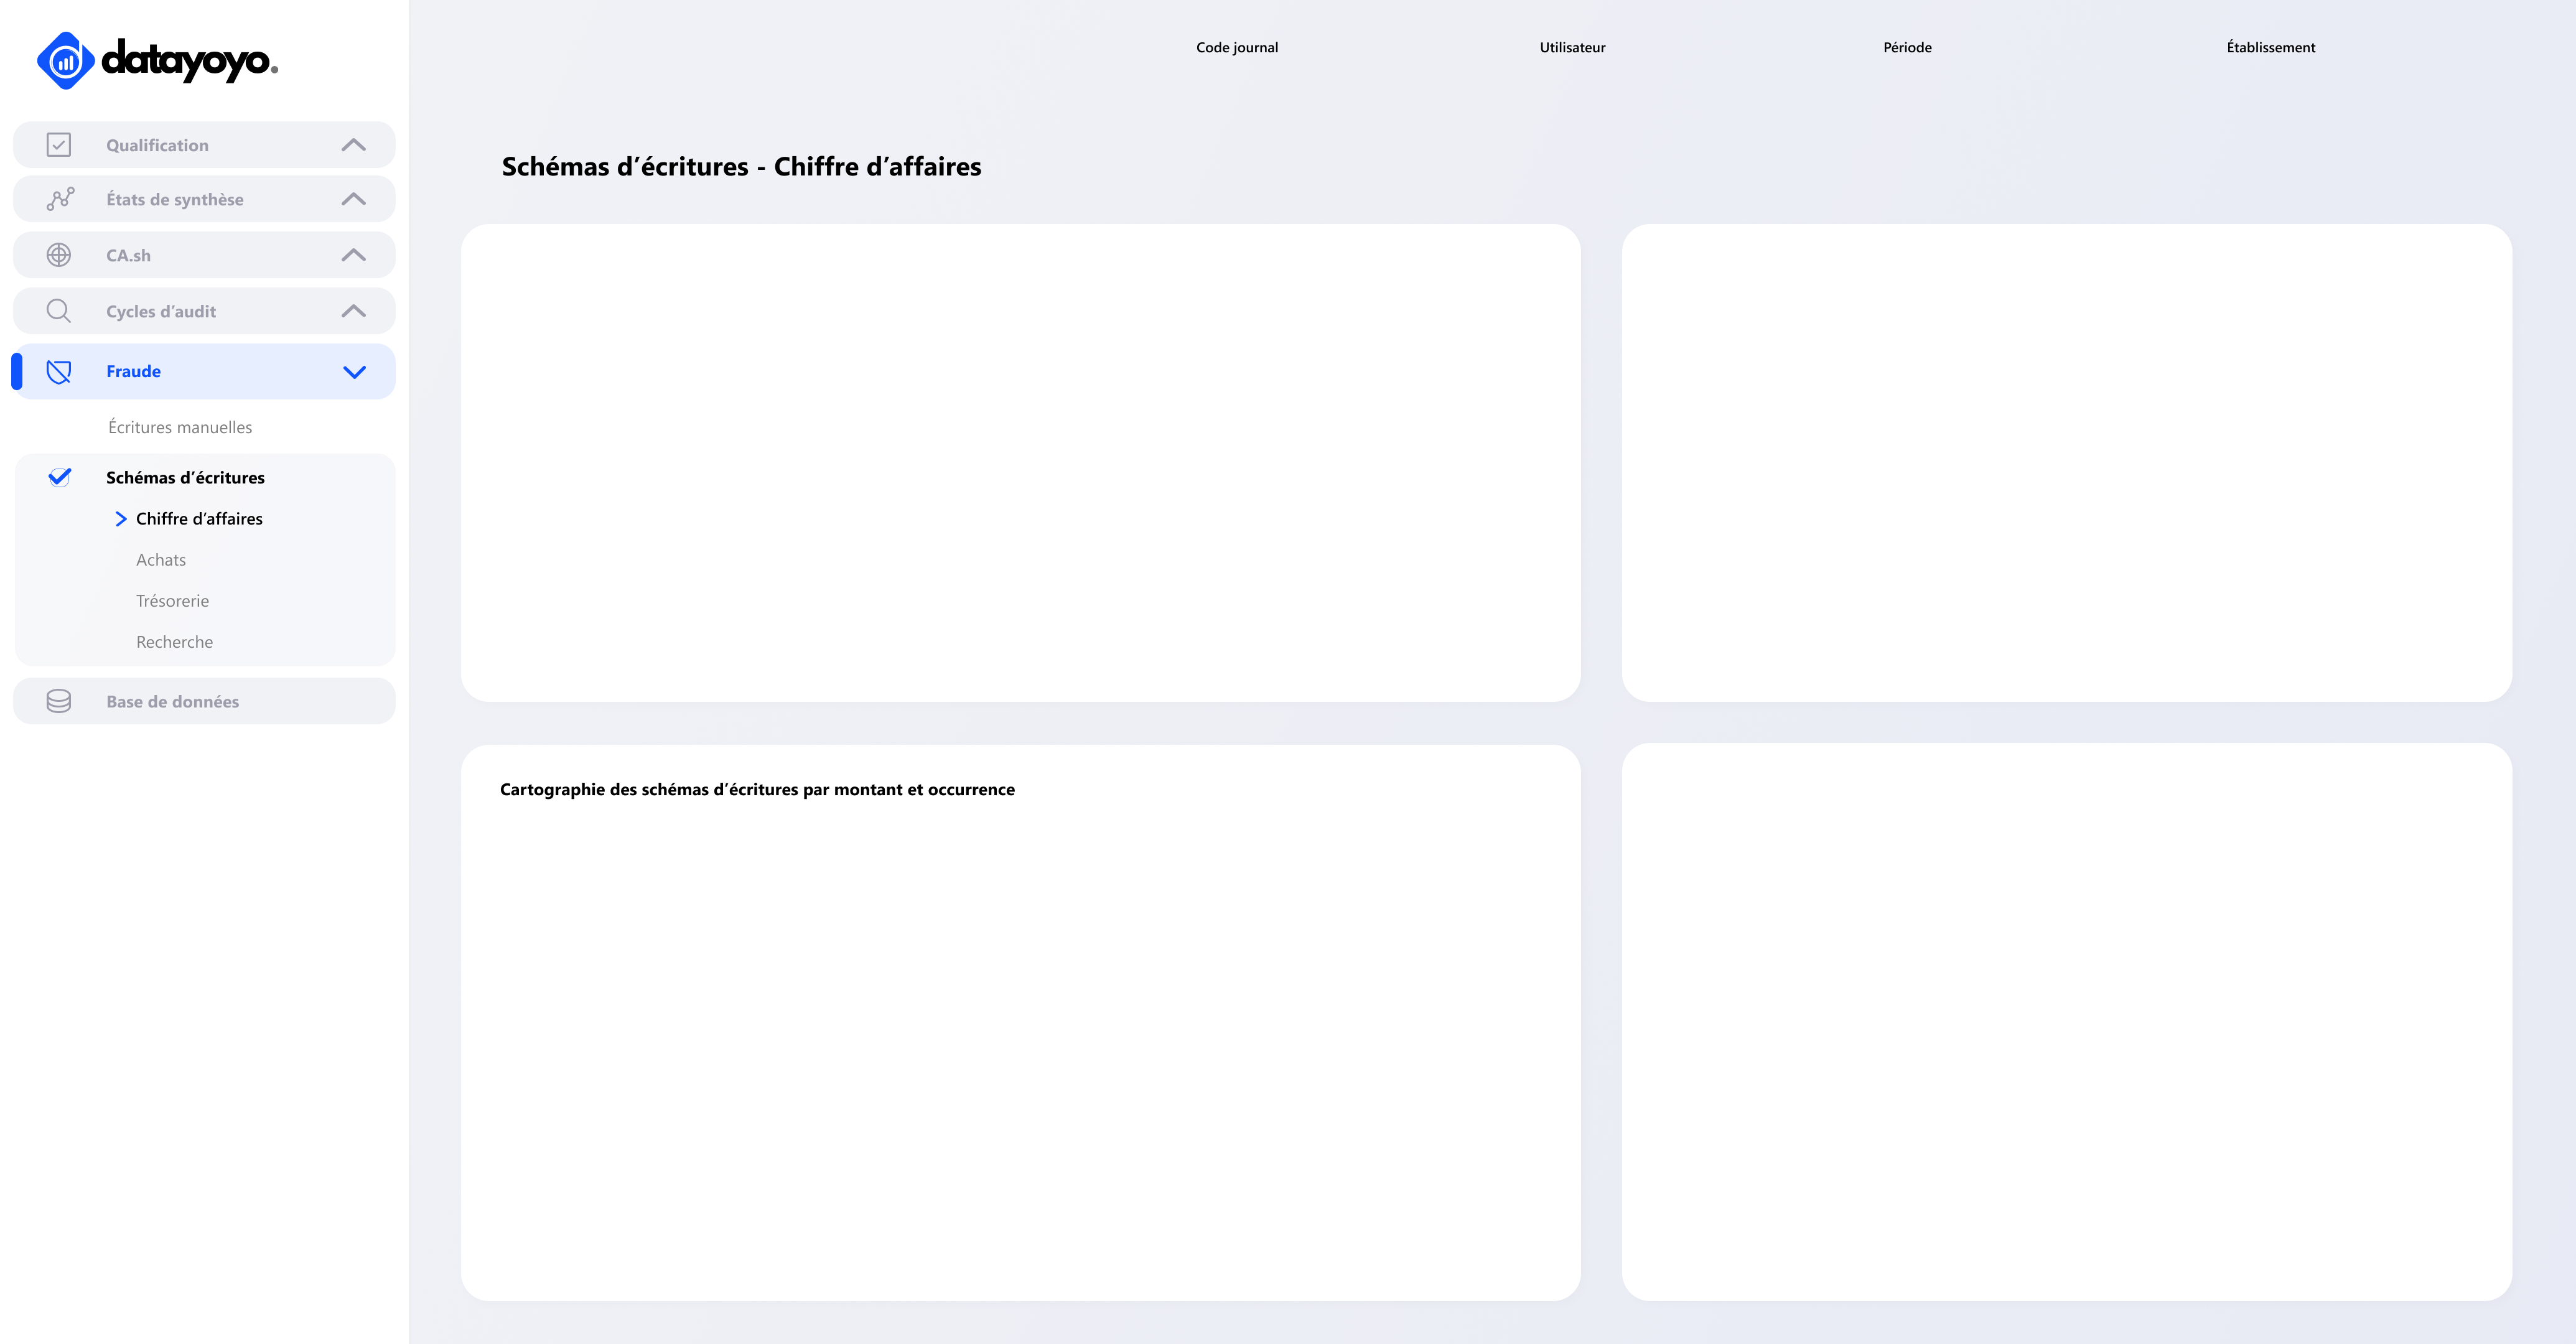 datayoyo.
Qualification
États de synthèse
CA.sh
Cycles d’audit
Fraude
Écritures manuelles
Schémas d’écritures
Chiffre d’affaires
Achats
Trésorerie
Recherche
Base de données
Code journal
Utilisateur
Période
Établissement
Schémas d’écritures - Chiffre d’affaires
Cartographie des schémas d’écritures par montant et occurrence